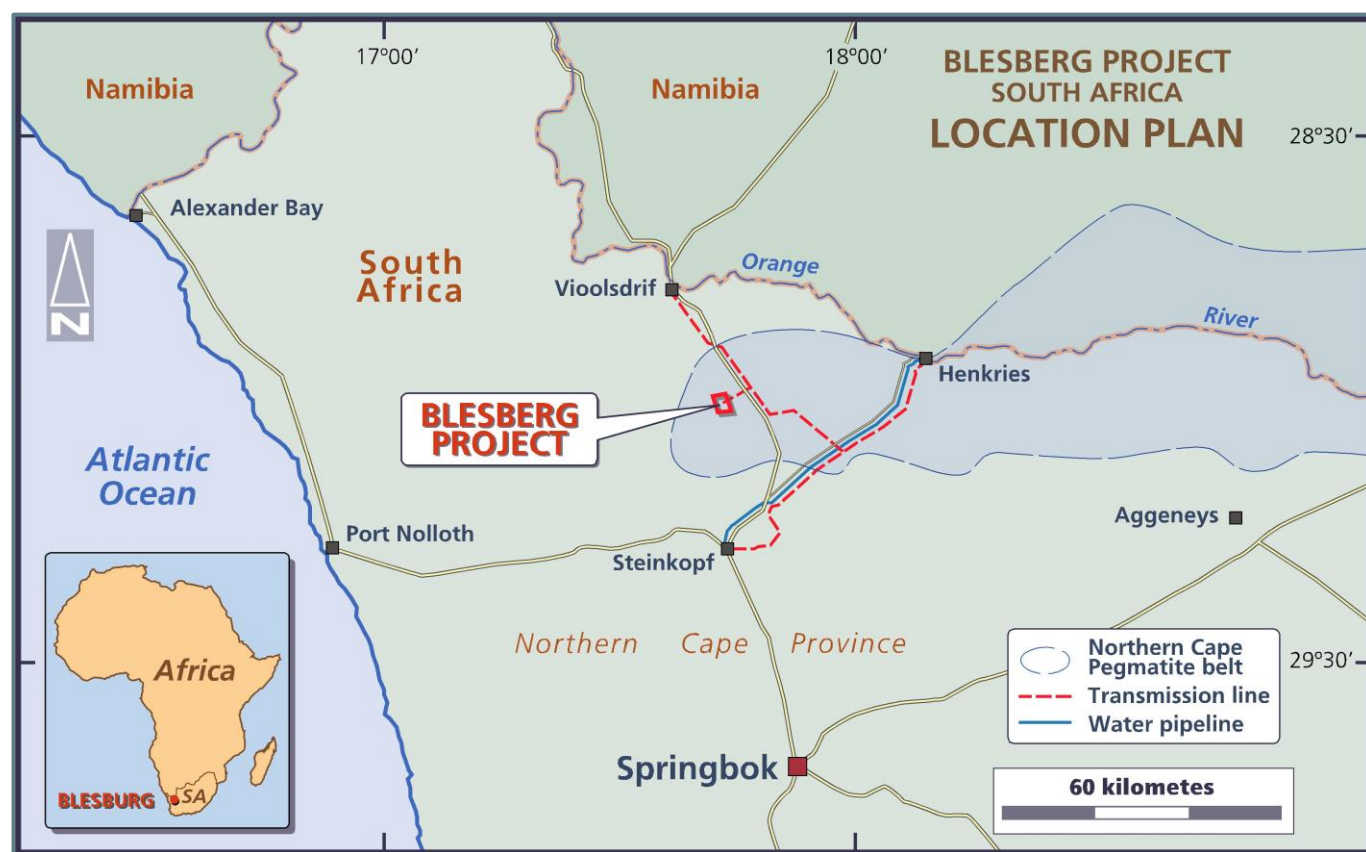 17°00′
18°00′
BLESBERG PROJECT
SOUTH AFRICA
LOCATION PLAN
Namibia
Namibia
28°30′
Alexander Bay
South
Africa
Vioolsdrif
Orange
River
Henkries
N
BLESBERG
PROJECT
Atlantic
Ocean
Port Nolloth
Steinkopf
Aggeneys
Northern Cape Province
Springbok
Africa
SA
BLESBURG
Northern Cape
Pegmatite belt
Transmission line
Water pipeline
29°30′
60 kilometes